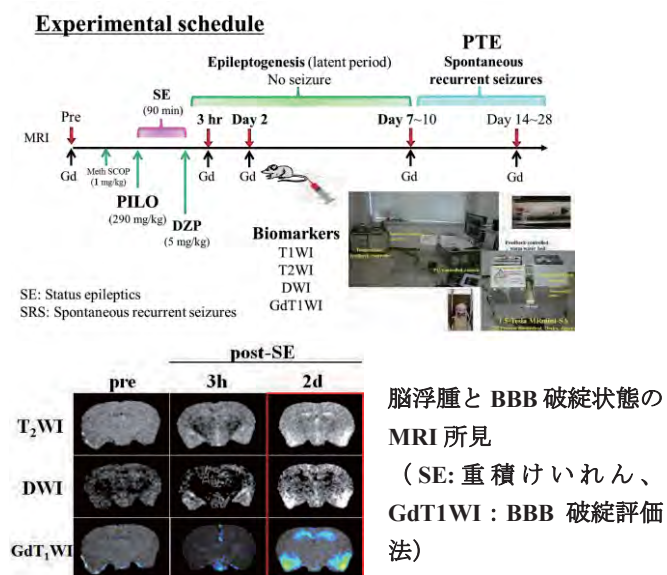 Experimental schedule
PTE
Epileptogenesis (latent period)
No seizure
Spontaneous
recurrent seizures
SE
(90 min)
Pre
3 hr
Day 2
Day 7~10
Day 14~28
MRI
Gd
Meth SCOP
(1 mg/kg)
Gd
Gd
Gd
Gd
PILO
(290 mg/kg)
DZP
(5 mg/kg)
Biomarkers
T1WI
T2WI
DWI
GdT1WI
SE: Status epileptics
SRS: Spontaneous recurrent seizures
post-SE
pre
3h
2d
T₂WI
DWI
GdT₁WI
脳浮腫と BBB 破綻状態の
MRI 所見
(SE: 重積けいれん、
GdT1WI：BBB 破綻評価
法)